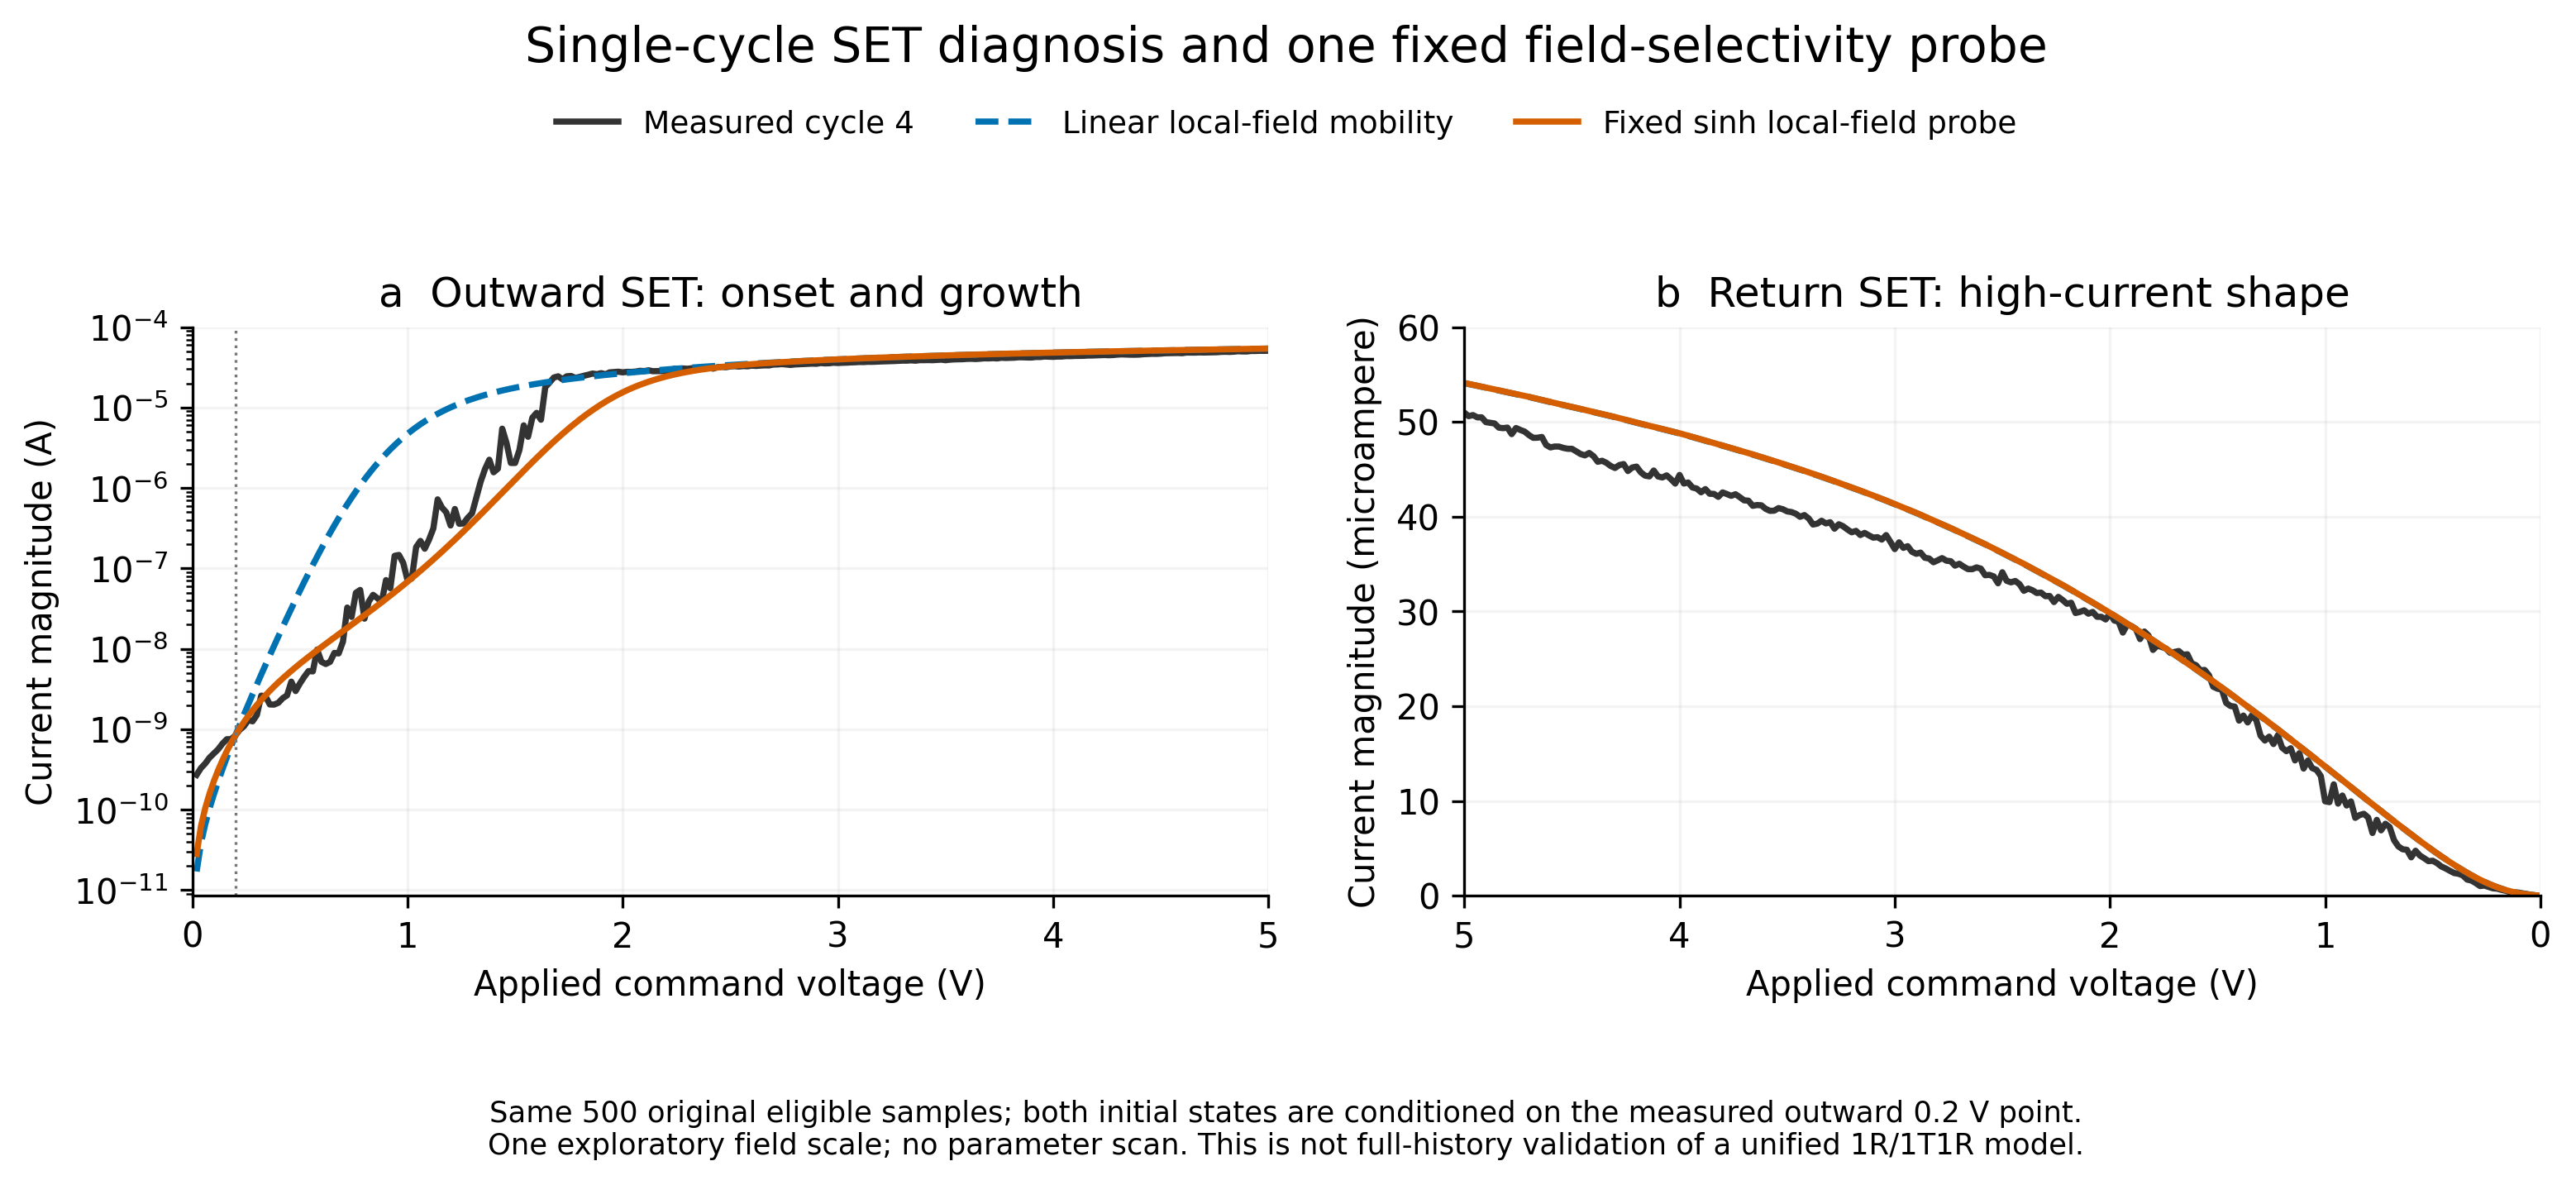 Single-cycle SET diagnosis and one fixed field-selectivity probe
Measured cycle 4
Linear local-field mobility
Fixed sinh local-field probe
a Outward SET: onset and growth
Current magnitude (A)
10⁻⁴
10⁻⁵
10⁻⁶
10⁻⁷
10⁻⁸
10⁻⁹
10⁻¹⁰
10⁻¹¹
0 1 2 3 4 5
Applied command voltage (V)
b Return SET: high-current shape
Current magnitude (microampere)
60
50
40
30
20
10
0
5 4 3 2 1 0
Applied command voltage (V)
Same 500 original eligible samples; both initial states are conditioned on the measured outward 0.2 V point.
One exploratory field scale; no parameter scan. This is not full-history validation of a unified 1R/1T1R model.